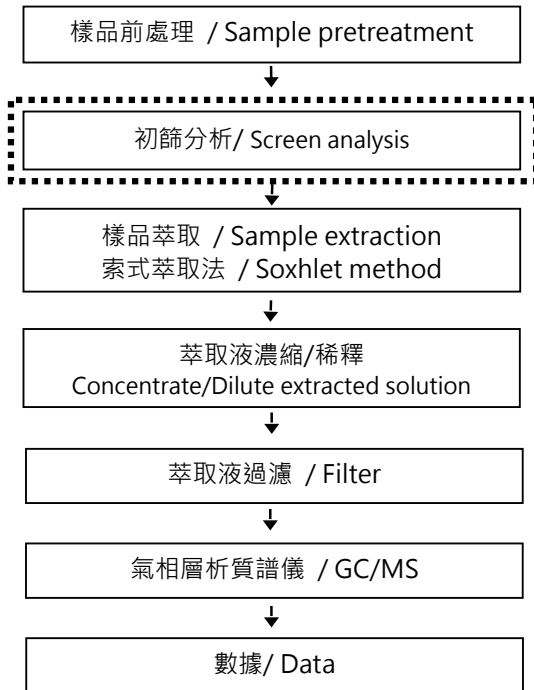 樣品前處理 / Sample pretreatment
初篩分析/ Screen analysis
樣品萃取 / Sample extraction
索式萃取法 / Soxhlet method
萃取液濃縮/稀釋
Concentrate/Dilute extracted solution
萃取液過濾 / Filter
氣相層析質譜儀 / GC/MS
數據/ Data